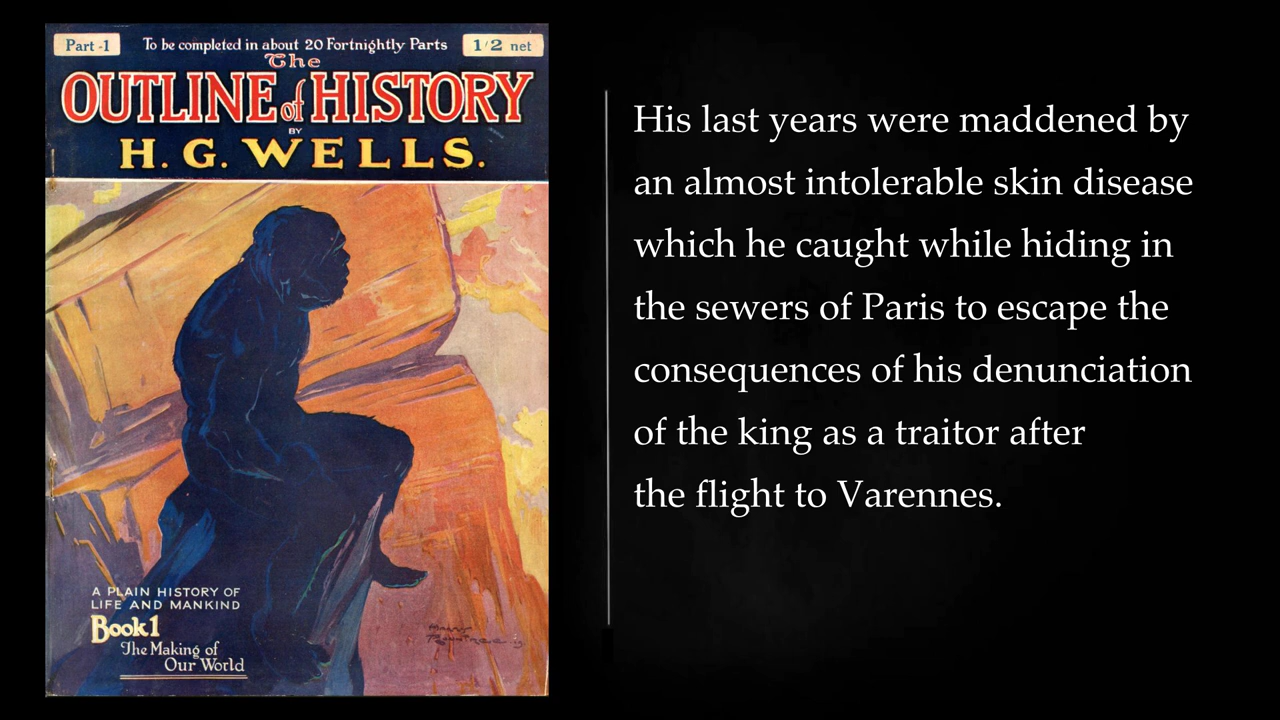 Part -1
To be completed in about 20 Fortnightly Parts
1/2 net
The
OUTLINE of HISTORY
BY
H. G. WELLS.
A PLAIN HISTORY OF
LIFE AND MANKIND
Book 1
The Making of
Our World
His last years were maddened by
an almost intolerable skin disease
which he caught while hiding in
the sewers of Paris to escape the
consequences of his denunciation
of the king as a traitor after
the flight to Varennes.